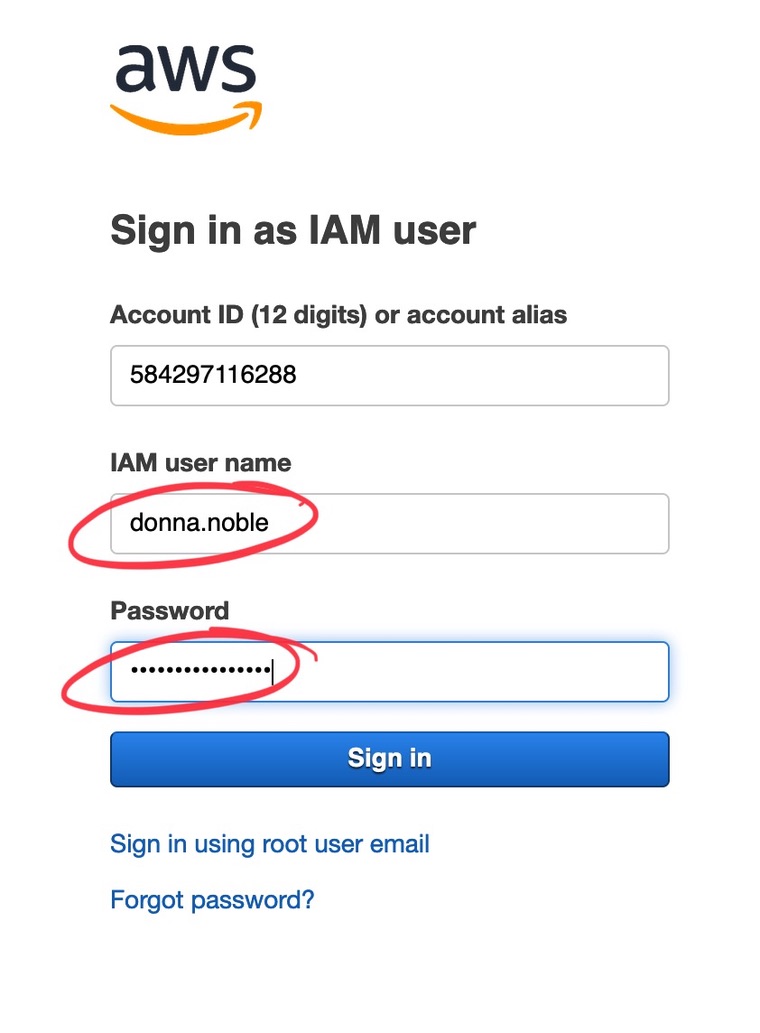 aws
Sign in as IAM user
Account ID (12 digits) or account alias
584297116288
IAM user name
donna.noble
Password
••••••••••••••••
Sign in
Sign in using root user email
Forgot password?